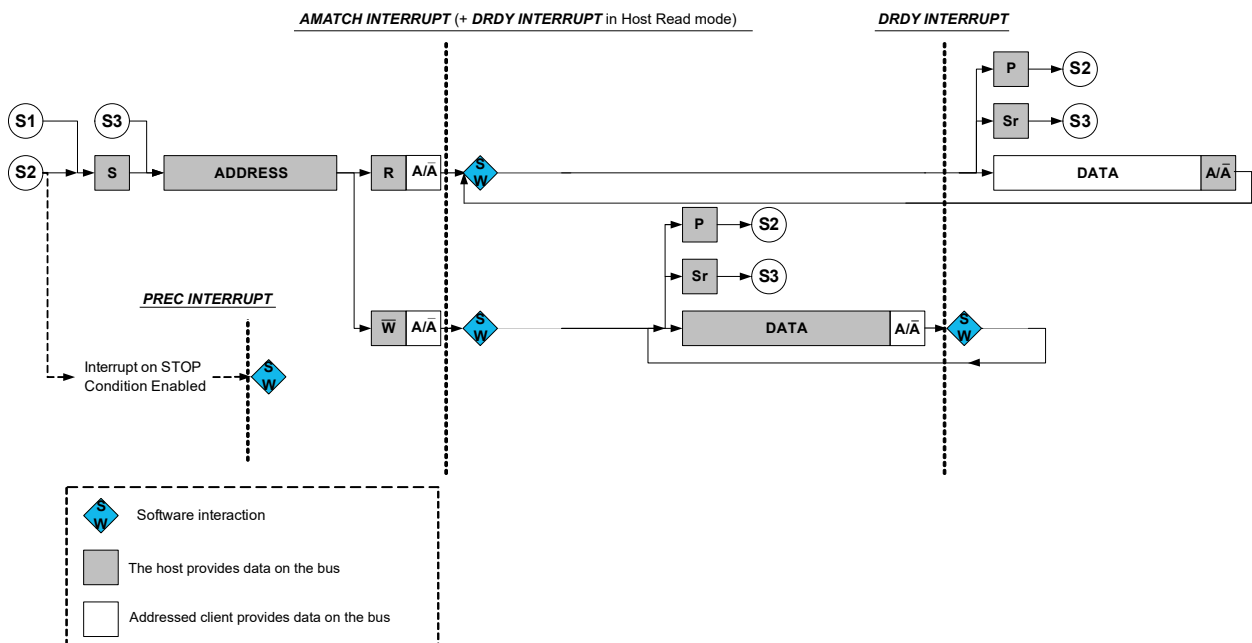 AMATCH INTERRUPT (+ DRDY INTERRUPT in Host Read mode)
DRDY INTERRUPT
P
S2
S1
S3
Sr
S3
S2
S
ADDRESS
R
A/A̅
S
W
DATA
A/A̅
P
S2
Sr
S3
PREC INTERRUPT
W̅
A/A̅
S
W
DATA
A/A̅
S
W
Interrupt on STOP
Condition Enabled
S
W
S
W
Software interaction
The host provides data on the bus
Addressed client provides data on the bus